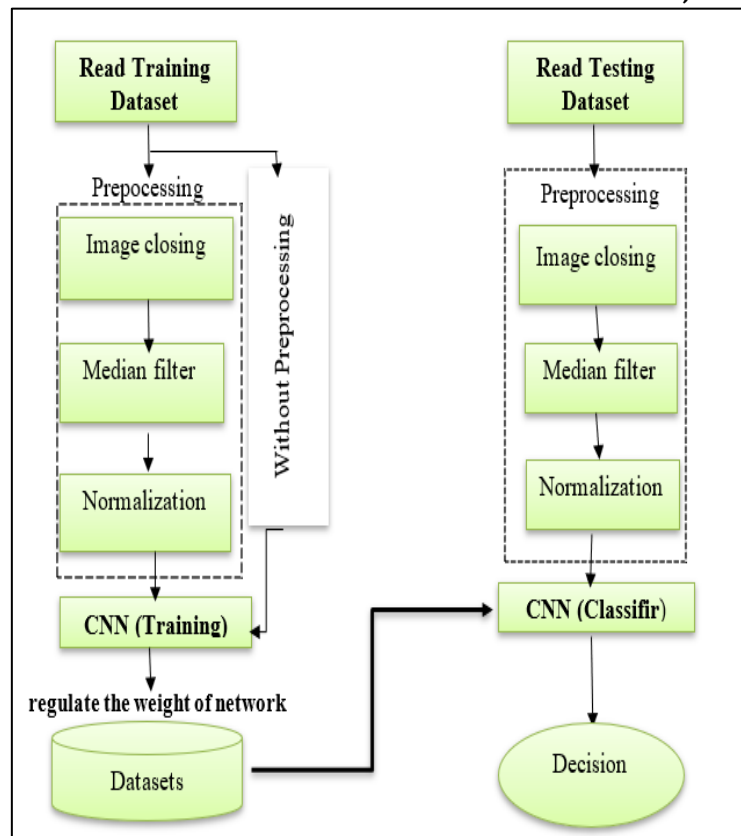 Read Training
Dataset
Prepocessing
Image closing
Median filter
Normalization
Without Preprocessing
CNN (Training)
regulate the weight of network
Datasets
Read Testing
Dataset
Preprocessing
Image closing
Median filter
Normalization
CNN (Classifir)
Decision